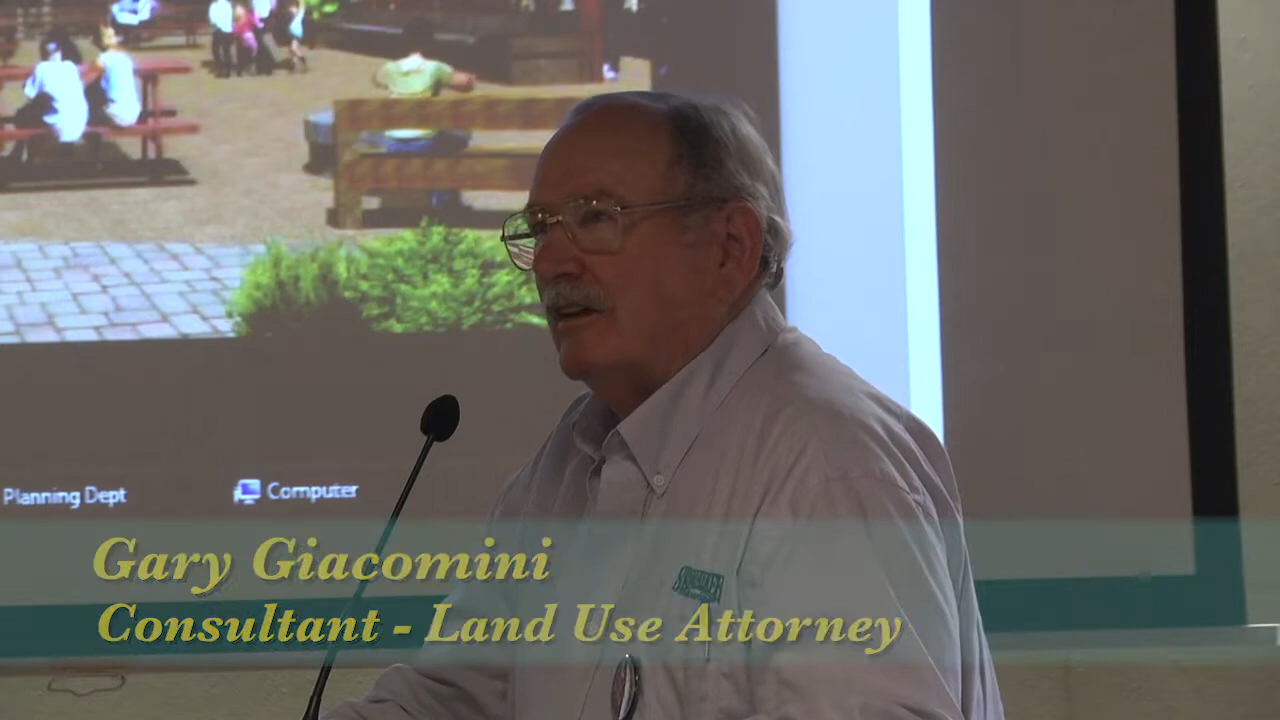 Planning Dept
Computer
Gary Giacomini
Consultant - Land Use Attorney